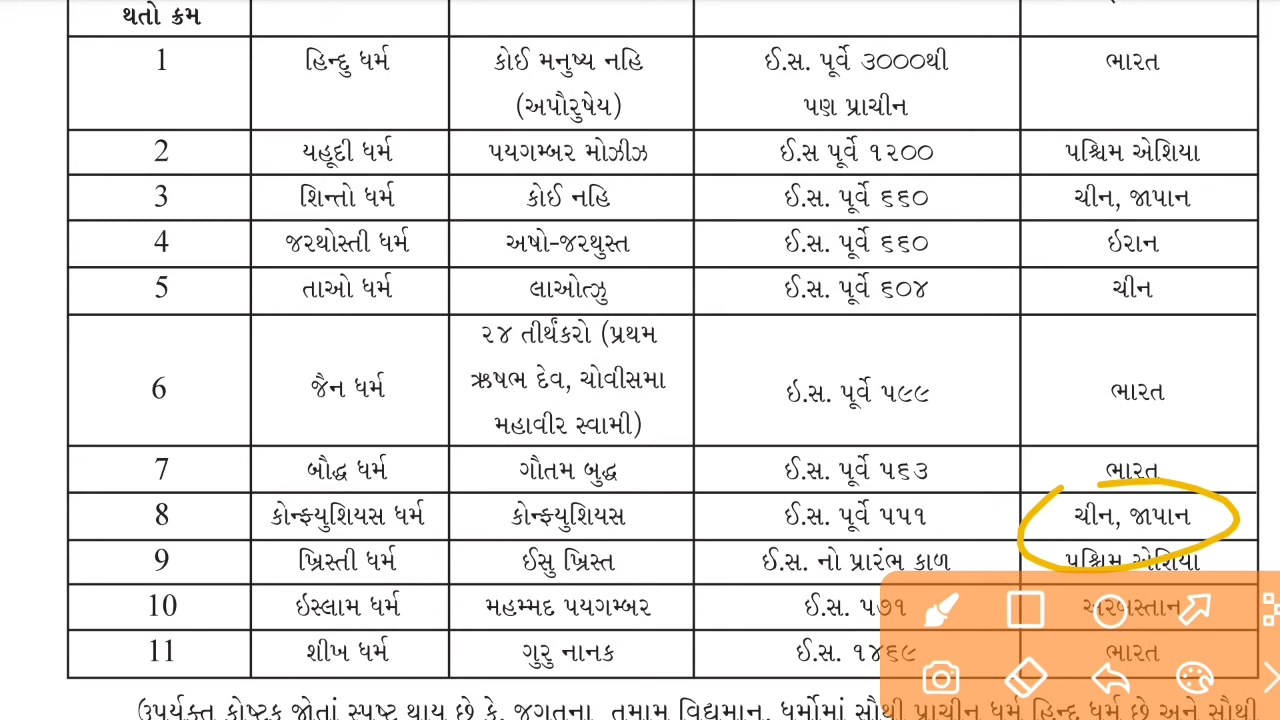 થતો ક્રમ
1 હિન્દુ ધર્મ કોઈ મનુષ્ય નહિ ઈ.સ. પૂર્વે ૩૦૦૦થી ભારત
(અપૌરુષેય) પણ પ્રાચીન
2 યહૂદી ધર્મ પયગમ્બર મોઝીઝ ઈ.સ પૂર્વે ૧૨૦૦ પશ્ચિમ એશિયા
3 શિન્તો ધર્મ કોઈ નહિ ઈ.સ. પૂર્વે ૬૬૦ ચીન, જાપાન
4 જરથોસ્તી ધર્મ અષો-જરથુસ્ત ઈ.સ. પૂર્વે ૬૬૦ ઇરાન
5 તાઓ ધર્મ લાઓત્ઝુ ઈ.સ. પૂર્વે ૬૦૪ ચીન
૨૪ તીર્થંકરો (પ્રથમ
6 જૈન ધર્મ ઋષભ દેવ, ચોવીસમા ઇ.સ. પૂર્વે ૫૯૯ ભારત
મહાવીર સ્વામી)
7 બૌદ્ધ ધર્મ ગૌતમ બુદ્ધ ઈ.સ. પૂર્વે ૫૬૩ ભારત
8 કોન્ફ્યુશિયસ ધર્મ કોન્ફ્યુશિયસ ઈ.સ. પૂર્વે ૫૫૧ ચીન, જાપાન
9 ખ્રિસ્તી ધર્મ ઈસુ ખ્રિસ્ત ઈ.સ. નો પ્રારંભ કાળ પશ્ચિમ એશિયા
10 ઇસ્લામ ધર્મ મહમ્મદ પયગમ્બર ઈ.સ. ૫૭૧ અરબસ્તાન
11 શીખ ધર્મ ગુરુ નાનક ઈ.સ. ૧૪૬૯ ભારત
ઉપર્યુક્ત કોષ્ટક જોતાં સ્પષ્ટ થાય છે કે, જગતના તમામ વિદ્યમાન, ધર્મોમાં સૌથી પ્રાચીન ધર્મ હિન્દુ ધર્મ છે અને સૌથી